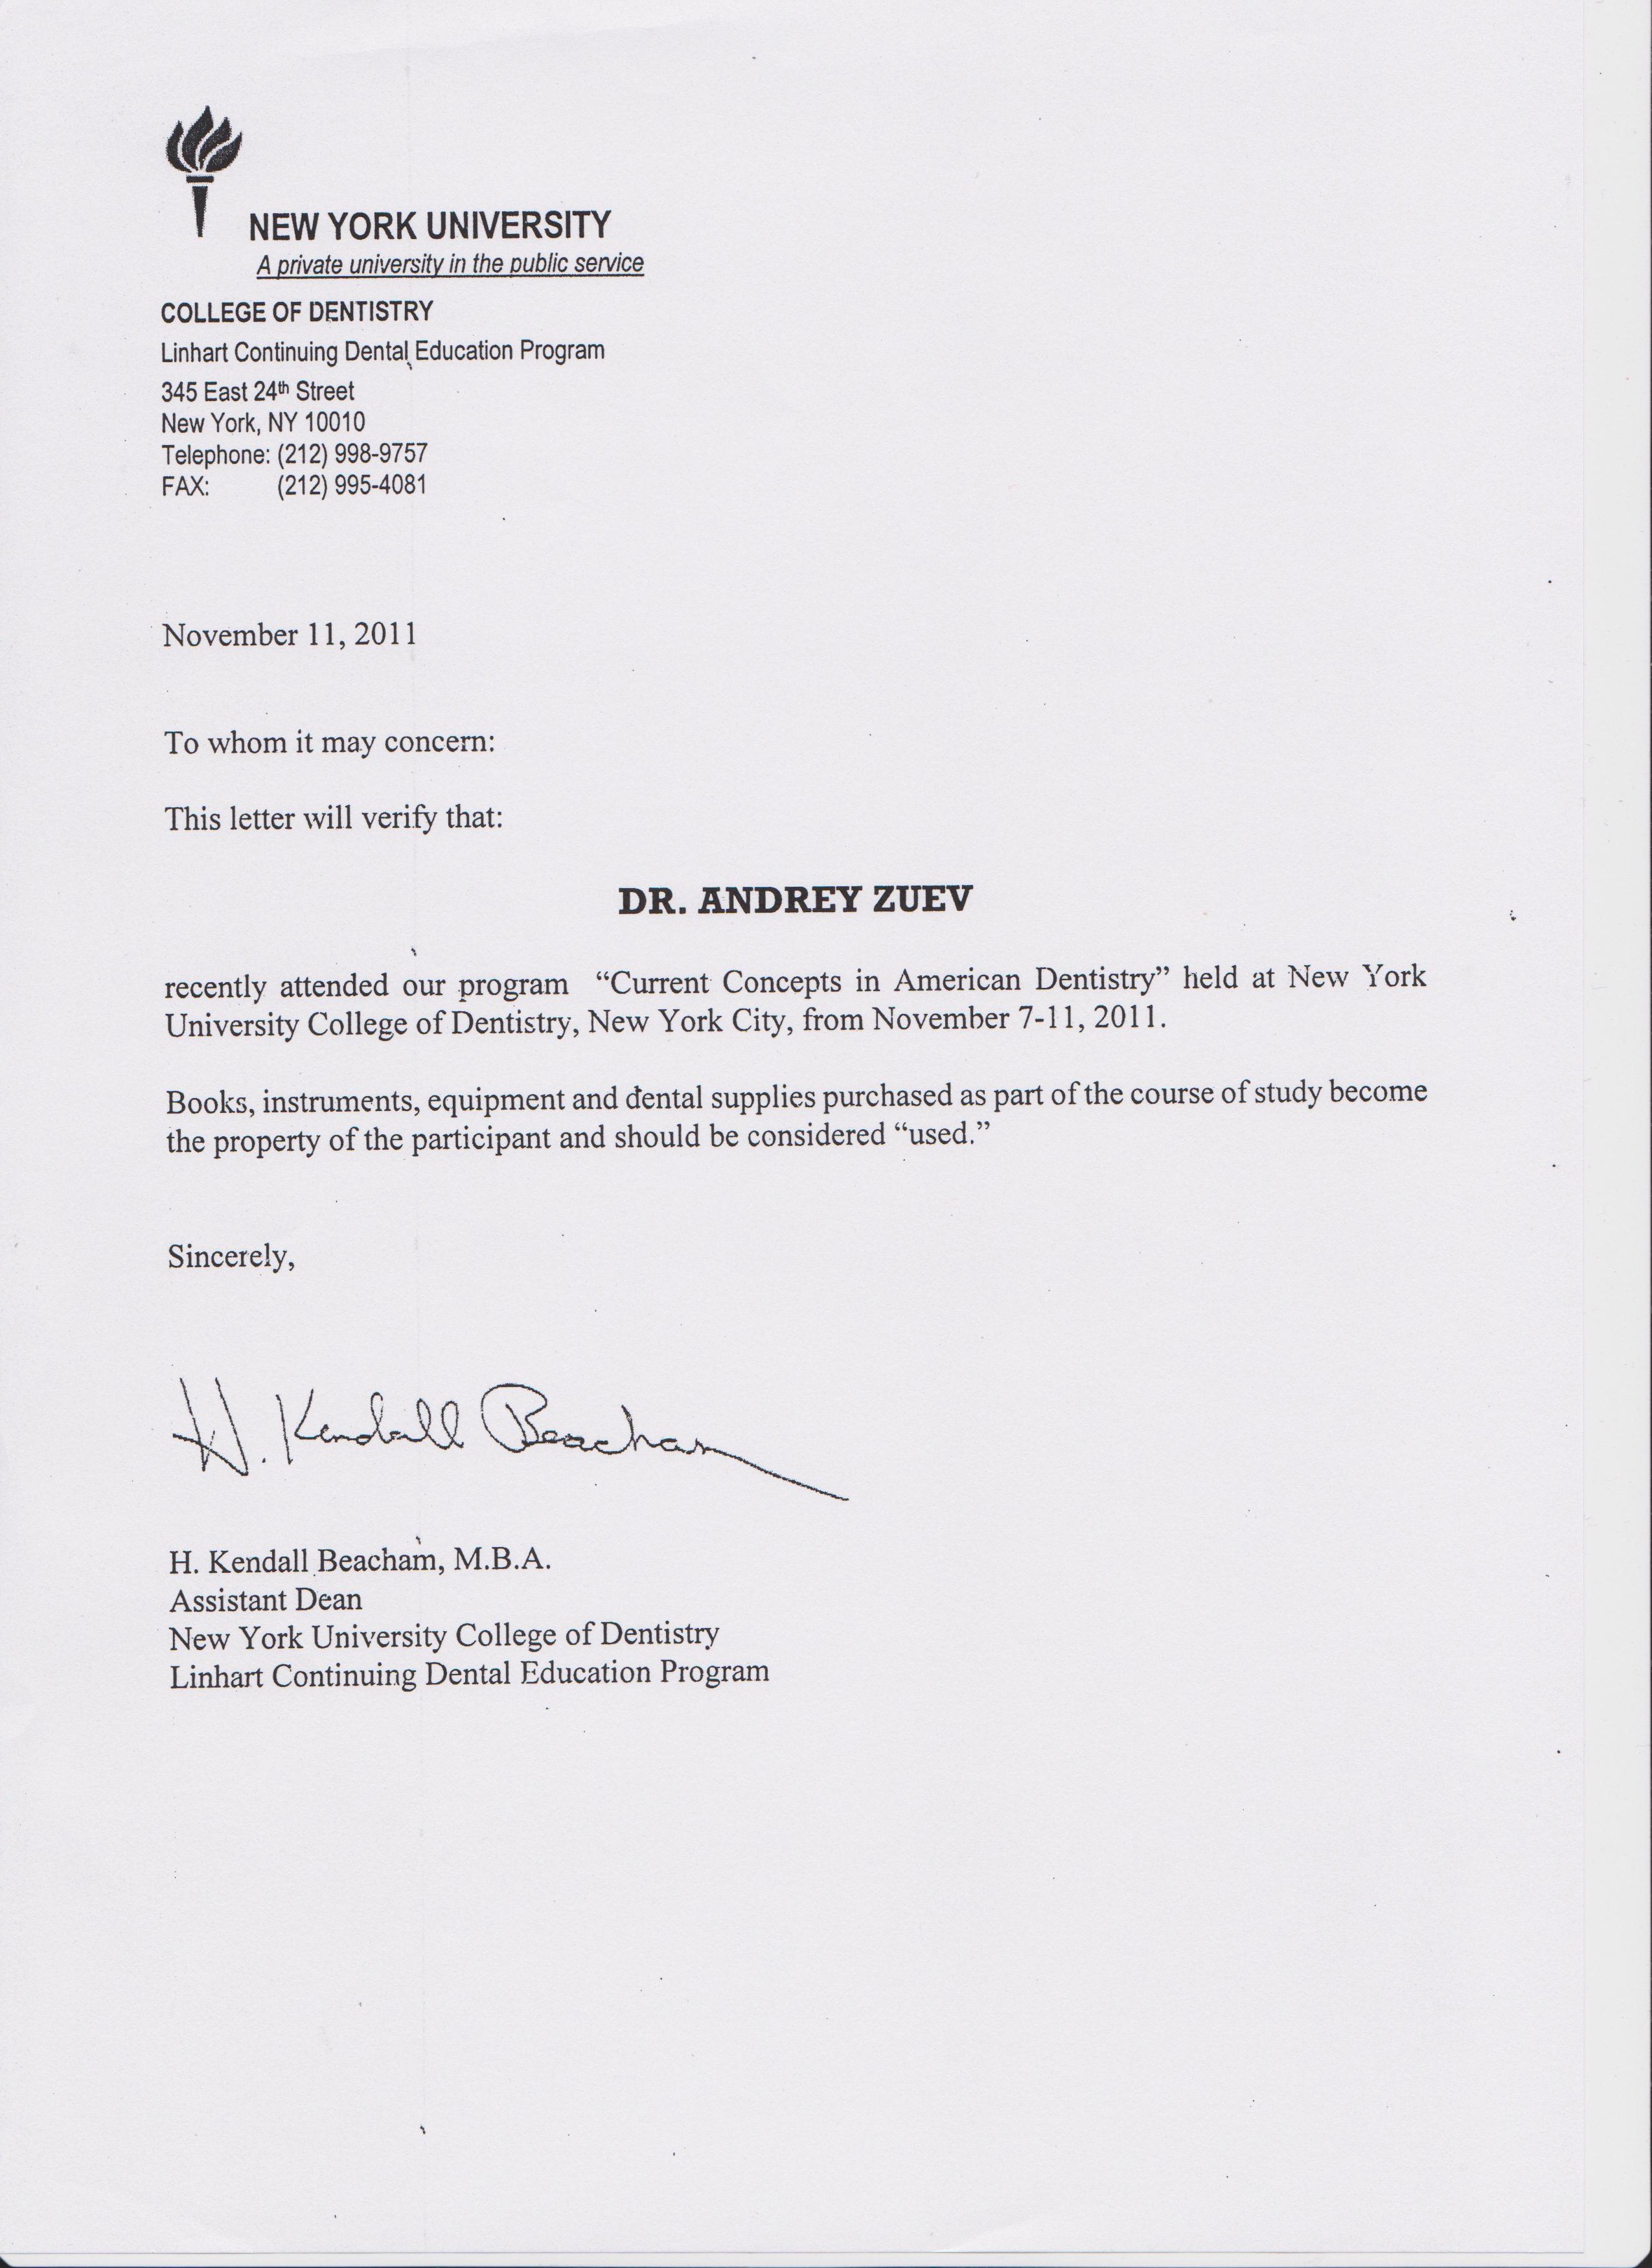 NEW YORK UNIVERSITY
A private university in the public service
COLLEGE OF DENTISTRY
Linhart Continuing Dental Education Program
345 East 24th Street
New York, NY 10010
Telephone: (212) 998-9757
FAX: (212) 995-4081
November 11, 2011
To whom it may concern:
This letter will verify that:
DR. ANDREY ZUEV
recently attended our program “Current Concepts in American Dentistry” held at New York
University College of Dentistry, New York City, from November 7-11, 2011.
Books, instruments, equipment and dental supplies purchased as part of the course of study become
the property of the participant and should be considered “used.”
Sincerely,
H. Kendall Beacham
H. Kendall Beacham, M.B.A.
Assistant Dean
New York University College of Dentistry
Linhart Continuing Dental Education Program